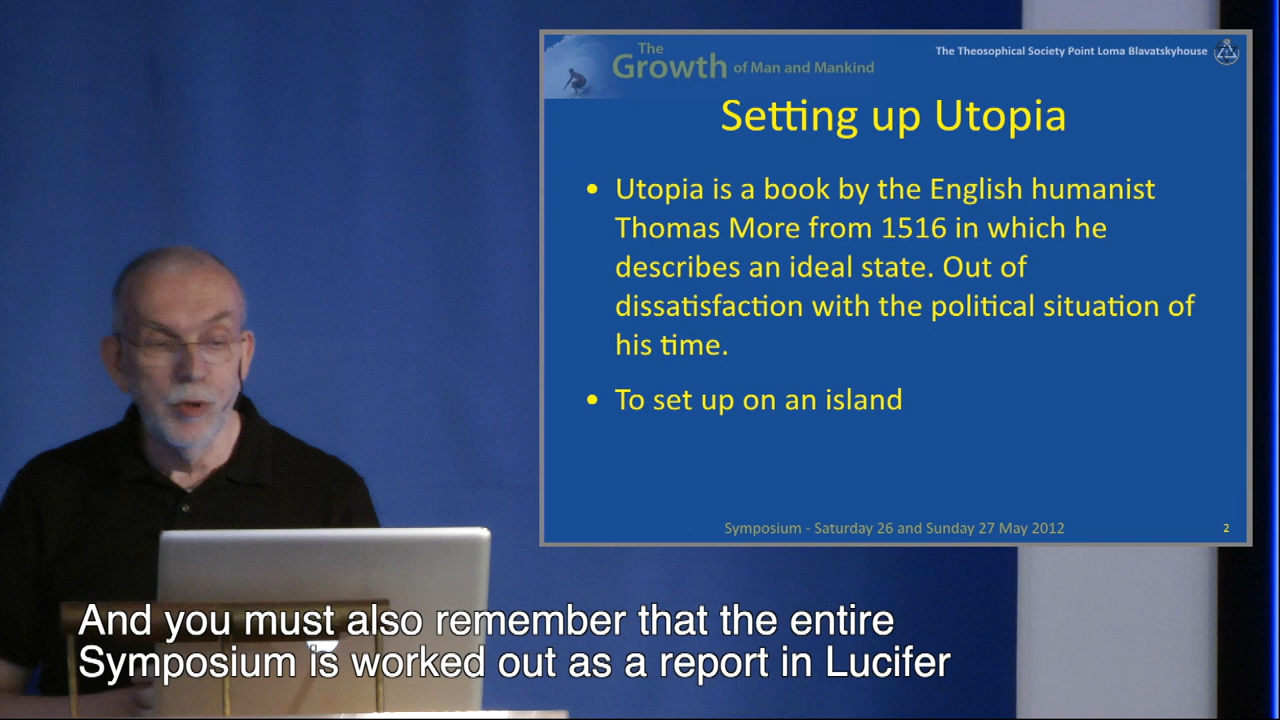 The
Growth of Man and Mankind
The Theosophical Society Point Loma Blavatskyhouse
Setting up Utopia
• Utopia is a book by the English humanist
Thomas More from 1516 in which he
describes an ideal state. Out of
dissatisfaction with the political situation of
his time.
• To set up on an island
Symposium - Saturday 26 and Sunday 27 May 2012
2
And you must also remember that the entire
Symposium is worked out as a report in Lucifer